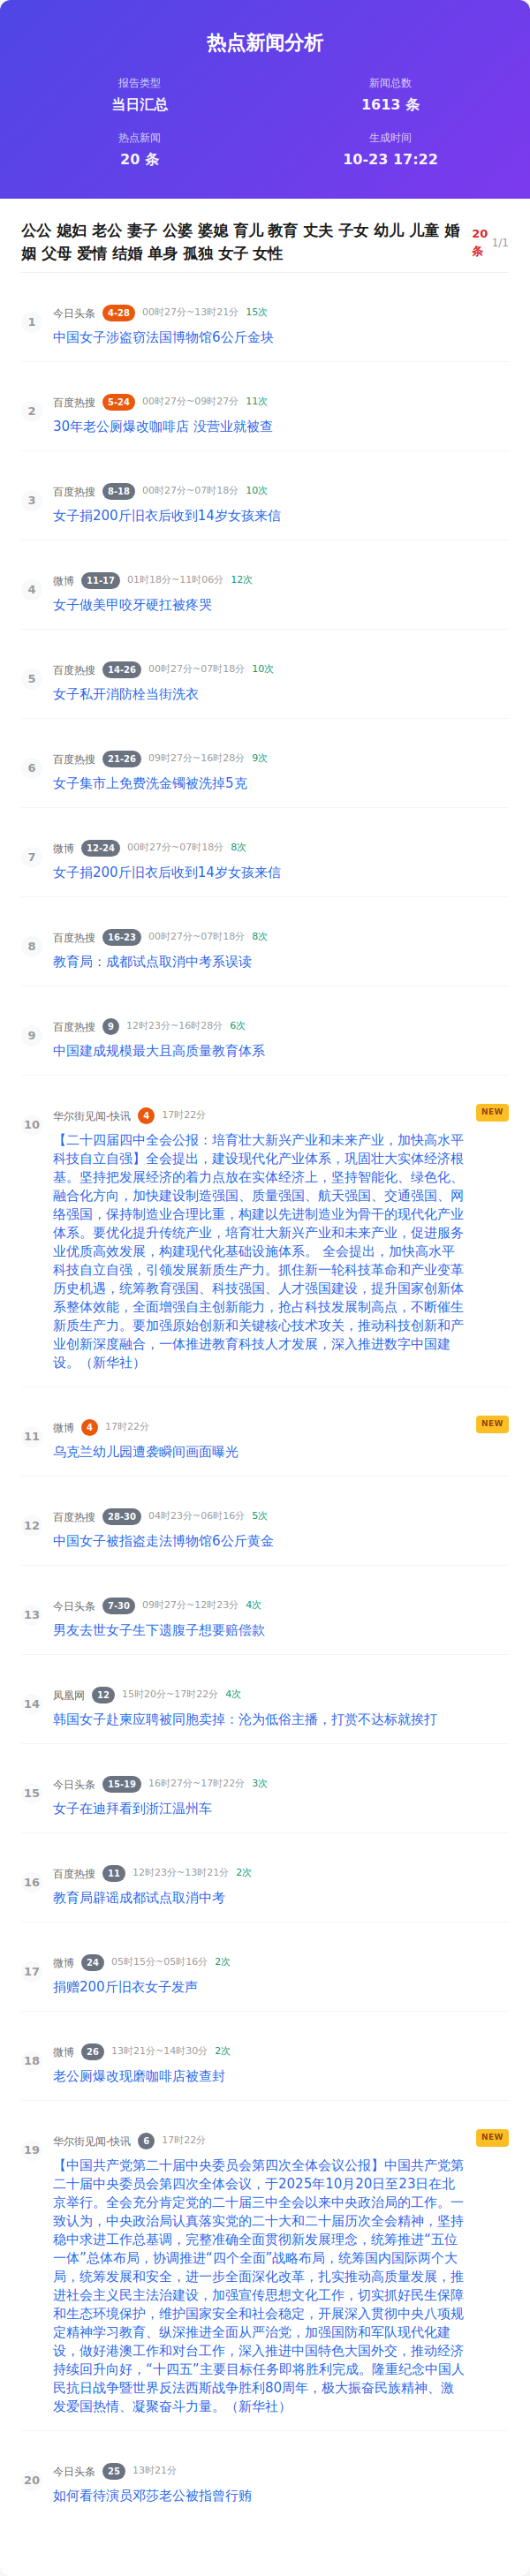 热点新闻分析
报告类型
当日汇总
新闻总数
1613 条
热点新闻
20 条
生成时间
10-23 17:22
公公 媳妇 老公 妻子 公婆 婆媳 育儿 教育 丈夫 子女 幼儿 儿童 婚
姻 父母 爱情 结婚 单身 孤独 女子 女性
20
条
1/1
1
今日头条 4-28 00时27分~13时21分 15次
中国女子涉盗窃法国博物馆6公斤金块
2
百度热搜 5-24 00时27分~09时27分 11次
30年老公厕爆改咖啡店 没营业就被查
3
百度热搜 8-18 00时27分~07时18分 10次
女子捐200斤旧衣后收到14岁女孩来信
4
微博 11-17 01时18分~11时06分 12次
女子做美甲咬牙硬扛被疼哭
5
百度热搜 14-26 00时27分~07时18分 10次
女子私开消防栓当街洗衣
6
百度热搜 21-26 09时27分~16时28分 9次
女子集市上免费洗金镯被洗掉5克
7
微博 12-24 00时27分~07时18分 8次
女子捐200斤旧衣后收到14岁女孩来信
8
百度热搜 16-23 00时27分~07时18分 8次
教育局：成都试点取消中考系误读
9
百度热搜 9 12时23分~16时28分 6次
中国建成规模最大且高质量教育体系
10
华尔街见闻-快讯 4 17时22分
NEW
【二十届四中全会公报：培育壮大新兴产业和未来产业，加快高水平
科技自立自强】全会提出，建设现代化产业体系，巩固壮大实体经济根
基。坚持把发展经济的着力点放在实体经济上，坚持智能化、绿色化、
融合化方向，加快建设制造强国、质量强国、航天强国、交通强国、网
络强国，保持制造业合理比重，构建以先进制造业为骨干的现代化产业
体系。要优化提升传统产业，培育壮大新兴产业和未来产业，促进服务
业优质高效发展，构建现代化基础设施体系。 全会提出，加快高水平
科技自立自强，引领发展新质生产力。抓住新一轮科技革命和产业变革
历史机遇，统筹教育强国、科技强国、人才强国建设，提升国家创新体
系整体效能，全面增强自主创新能力，抢占科技发展制高点，不断催生
新质生产力。要加强原始创新和关键核心技术攻关，推动科技创新和产
业创新深度融合，一体推进教育科技人才发展，深入推进数字中国建
设。（新华社）
11
微博 4 17时22分
NEW
乌克兰幼儿园遭袭瞬间画面曝光
12
百度热搜 28-30 04时23分~06时16分 5次
中国女子被指盗走法博物馆6公斤黄金
13
今日头条 7-30 09时27分~12时23分 4次
男友去世女子生下遗腹子想要赔偿款
14
凤凰网 12 15时20分~17时22分 4次
韩国女子赴柬应聘被同胞卖掉：沦为低俗主播，打赏不达标就挨打
15
今日头条 15-19 16时27分~17时22分 3次
女子在迪拜看到浙江温州车
16
百度热搜 11 12时23分~13时21分 2次
教育局辟谣成都试点取消中考
17
微博 24 05时15分~05时16分 2次
捐赠200斤旧衣女子发声
18
微博 26 13时21分~14时30分 2次
老公厕爆改现磨咖啡店被查封
19
华尔街见闻-快讯 6 17时22分
NEW
【中国共产党第二十届中央委员会第四次全体会议公报】中国共产党第
二十届中央委员会第四次全体会议，于2025年10月20日至23日在北
京举行。全会充分肯定党的二十届三中全会以来中央政治局的工作。一
致认为，中央政治局认真落实党的二十大和二十届历次全会精神，坚持
稳中求进工作总基调，完整准确全面贯彻新发展理念，统筹推进“五位
一体”总体布局，协调推进“四个全面”战略布局，统筹国内国际两个大
局，统筹发展和安全，进一步全面深化改革，扎实推动高质量发展，推
进社会主义民主法治建设，加强宣传思想文化工作，切实抓好民生保障
和生态环境保护，维护国家安全和社会稳定，开展深入贯彻中央八项规
定精神学习教育、纵深推进全面从严治党，加强国防和军队现代化建
设，做好港澳工作和对台工作，深入推进中国特色大国外交，推动经济
持续回升向好，“十四五”主要目标任务即将胜利完成。隆重纪念中国人
民抗日战争暨世界反法西斯战争胜利80周年，极大振奋民族精神、激
发爱国热情、凝聚奋斗力量。（新华社）
20
今日头条 25 13时21分
如何看待演员邓莎老公被指曾行贿